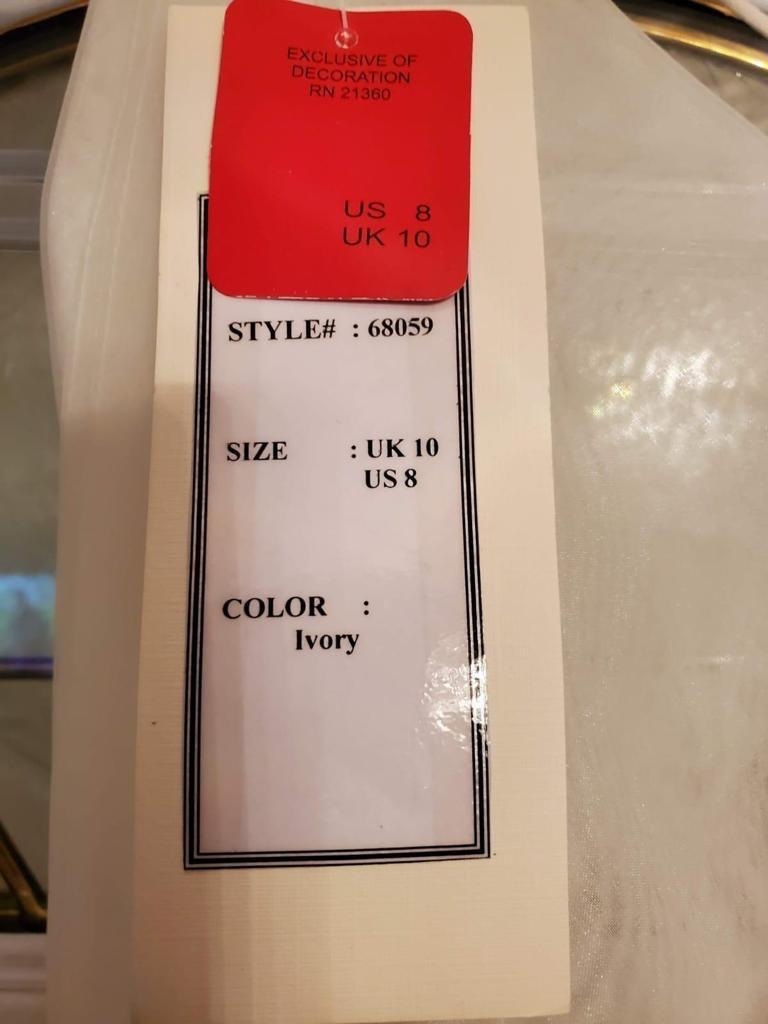 EXCLUSIVE OF
DECORATION
RN 21360
US 8
UK 10
STYLE# : 68059
SIZE : UK 10
US 8
COLOR :
Ivory